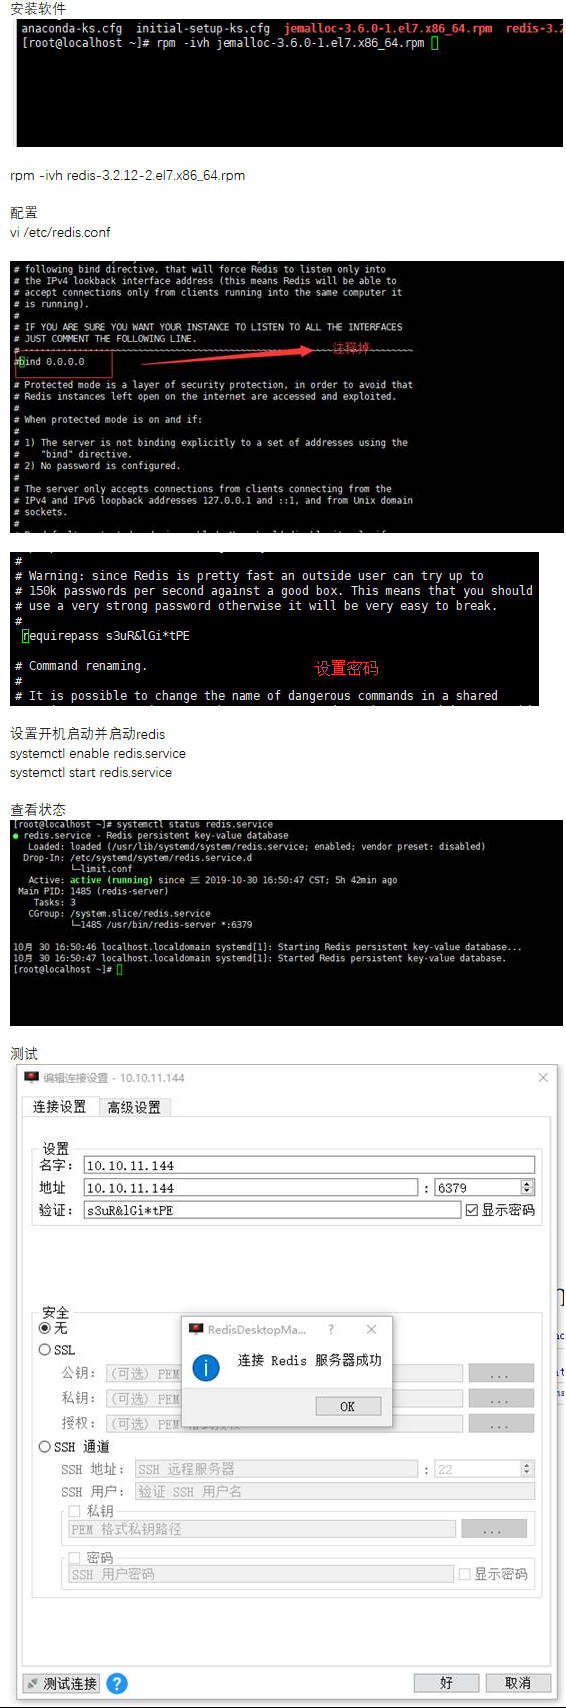 安装软件
anaconda-ks.cfg  initial-setup-ks.cfg  jemalloc-3.6.0-1.el7.x86_64.rpm  redis-3.2
[root@localhost ~]# rpm -ivh jemalloc-3.6.0-1.el7.x86_64.rpm
rpm -ivh redis-3.2.12-2.el7.x86_64.rpm
配置
vi /etc/redis.conf
# following bind directive, that will force Redis to listen only into
# the IPv4 lookback interface address (this means Redis will be able to
# accept connections only from clients running into the same computer it
# is running).
#
# IF YOU ARE SURE YOU WANT YOUR INSTANCE TO LISTEN TO ALL THE INTERFACES
# JUST COMMENT THE FOLLOWING LINE.
# ~~~~~~~~~~~~~~~~~~~~~~~~~~~~~~~~~~~~~~~~~~~~~~~~~~~~~~~~~~~~~~~~~~~~~~~~
注释掉
#bind 0.0.0.0
# Protected mode is a layer of security protection, in order to avoid that
# Redis instances left open on the internet are accessed and exploited.
#
# When protected mode is on and if:
#
# 1) The server is not binding explicitly to a set of addresses using the
#    "bind" directive.
# 2) No password is configured.
#
# The server only accepts connections from clients connecting from the
# IPv4 and IPv6 loopback addresses 127.0.0.1 and ::1, and from Unix domain
# sockets.
#
#
# Warning: since Redis is pretty fast an outside user can try up to
# 150k passwords per second against a good box. This means that you should
# use a very strong password otherwise it will be very easy to break.
#
requirepass s3uR&lGi*tPE
# Command renaming.
设置密码
#
# It is possible to change the name of dangerous commands in a shared
设置开机启动并启动redis
systemctl enable redis.service
systemctl start redis.service
查看状态
[root@localhost ~]# systemctl status redis.service
● redis.service - Redis persistent key-value database
Loaded: loaded (/usr/lib/systemd/system/redis.service; enabled; vendor preset: disabled)
Drop-In: /etc/systemd/system/redis.service.d
└─limit.conf
Active: active (running) since 三 2019-10-30 16:50:47 CST; 5h 42min ago
Main PID: 1485 (redis-server)
Tasks: 3
CGroup: /system.slice/redis.service
└─1485 /usr/bin/redis-server *:6379
10月 30 16:50:46 localhost.localdomain systemd[1]: Starting Redis persistent key-value database...
10月 30 16:50:47 localhost.localdomain systemd[1]: Started Redis persistent key-value database.
[root@localhost ~]#
测试
编辑连接设置 - 10.10.11.144
连接设置 高级设置
设置
名字: 10.10.11.144
地址 10.10.11.144 : 6379
验证: s3uR&lGi*tPE 显示密码
安全
无
RedisDesktopMa... ?
SSL
连接 Redis 服务器成功
公钥: (可选) PEM ...
私钥: (可选) PEM ...
OK
授权: (可选) PEM 格式授权 ...
SSH 通道
SSH 地址: SSH 远程服务器 : 22
SSH 用户: 验证 SSH 用户名
私钥
PEM 格式私钥路径 ...
密码
SSH 用户密码 显示密码
测试连接 ? 好 取消